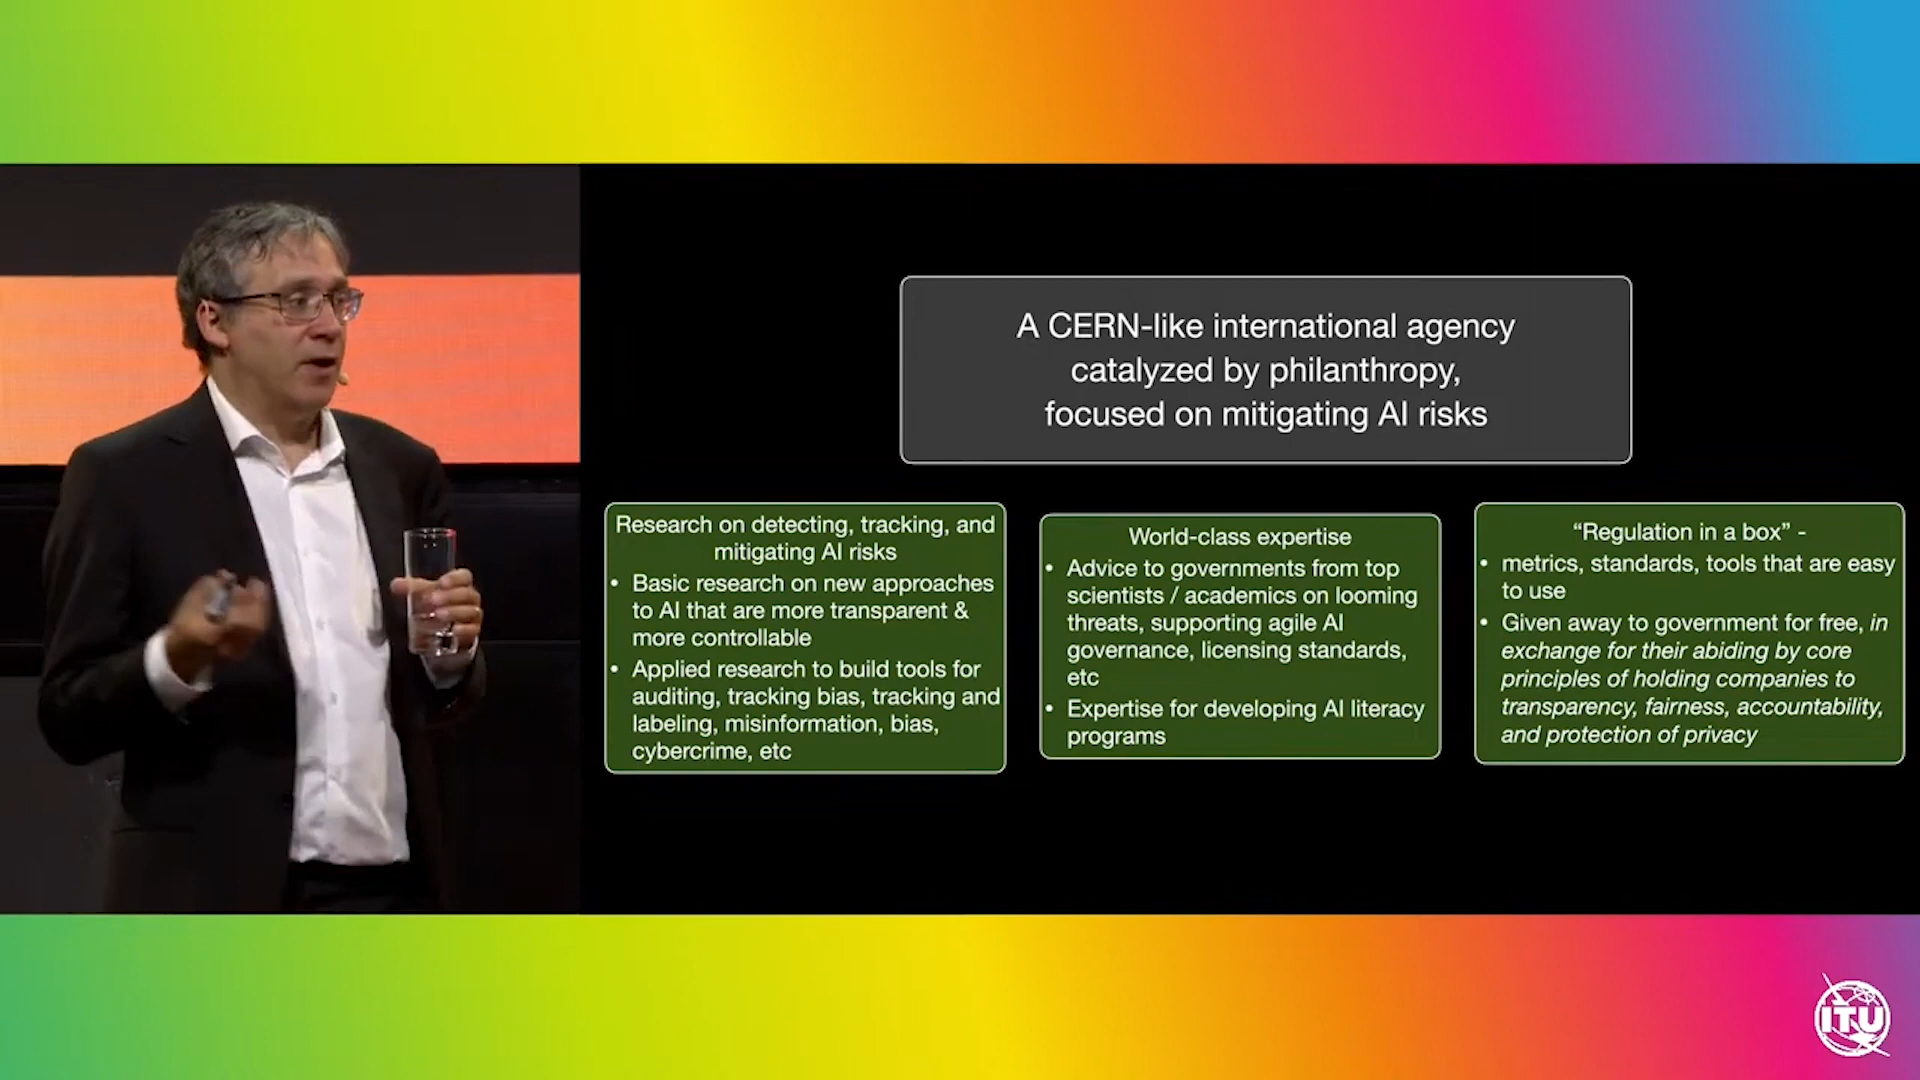 A CERN-like international agency
catalyzed by philanthropy,
focused on mitigating AI risks
Research on detecting, tracking, and
mitigating AI risks
• Basic research on new approaches
to AI that are more transparent &
more controllable
• Applied research to build tools for
auditing, tracking bias, tracking and
labeling, misinformation, bias,
cybercrime, etc
World-class expertise
• Advice to governments from top
scientists / academics on looming
threats, supporting agile AI
governance, licensing standards,
etc
• Expertise for developing AI literacy
programs
“Regulation in a box” -
• metrics, standards, tools that are easy
to use
• Given away to government for free, in
exchange for their abiding by core
principles of holding companies to
transparency, fairness, accountability,
and protection of privacy
ITU